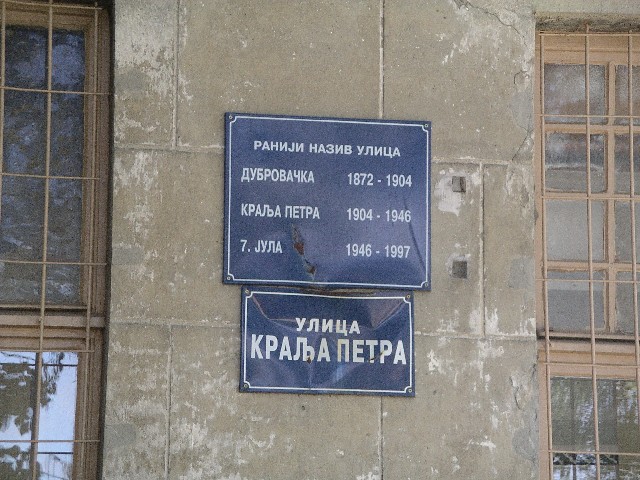 РАНИЈИ НАЗИВ УЛИЦА
ДУБРОВАЧКА 1872 - 1904
КРАЉА ПЕТРА 1904 - 1946
7. ЈУЛА 1946 - 1997
УЛИЦА
КРАЉА ПЕТРА